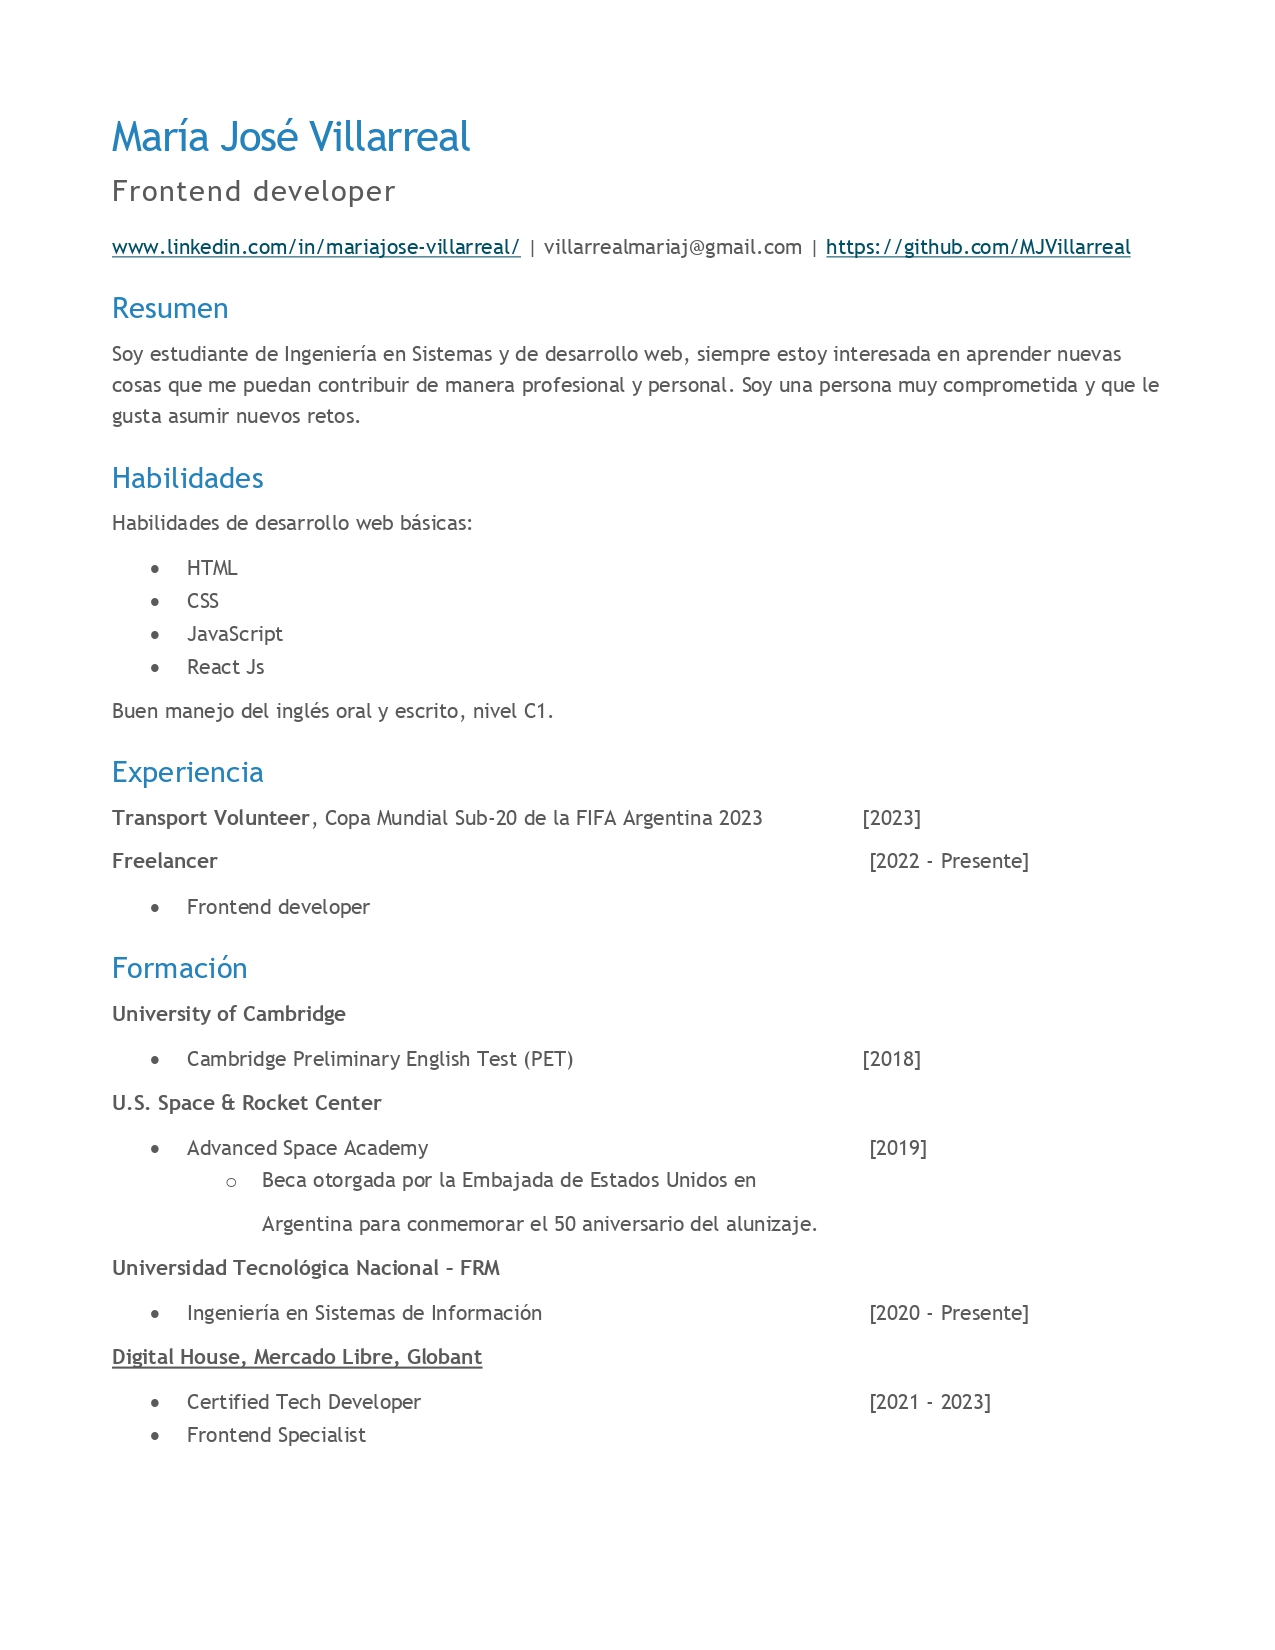 María José Villarreal
Frontend developer
www.linkedin.com/in/mariajose-villarreal/ | villarrealmariaj@gmail.com | https://github.com/MJVillarreal
Resumen
Soy estudiante de Ingeniería en Sistemas y de desarrollo web, siempre estoy interesada en aprender nuevas
cosas que me puedan contribuir de manera profesional y personal. Soy una persona muy comprometida y que le
gusta asumir nuevos retos.
Habilidades
Habilidades de desarrollo web básicas:
• HTML
• CSS
• JavaScript
• React Js
Buen manejo del inglés oral y escrito, nivel C1.
Experiencia
Transport Volunteer, Copa Mundial Sub-20 de la FIFA Argentina 2023 [2023]
Freelancer [2022 - Presente]
• Frontend developer
Formación
University of Cambridge
• Cambridge Preliminary English Test (PET) [2018]
U.S. Space & Rocket Center
• Advanced Space Academy [2019]
o Beca otorgada por la Embajada de Estados Unidos en
Argentina para conmemorar el 50 aniversario del alunizaje.
Universidad Tecnológica Nacional – FRM
• Ingeniería en Sistemas de Información [2020 - Presente]
Digital House, Mercado Libre, Globant
• Certified Tech Developer [2021 - 2023]
• Frontend Specialist